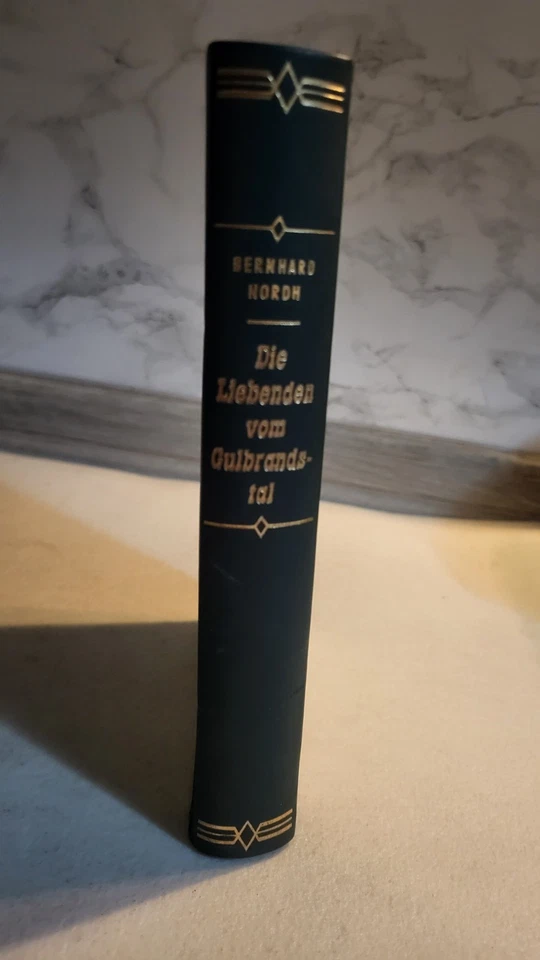 BERNHARD
NORDH
Die
Liebenden
vom
Gulbrands-
tal